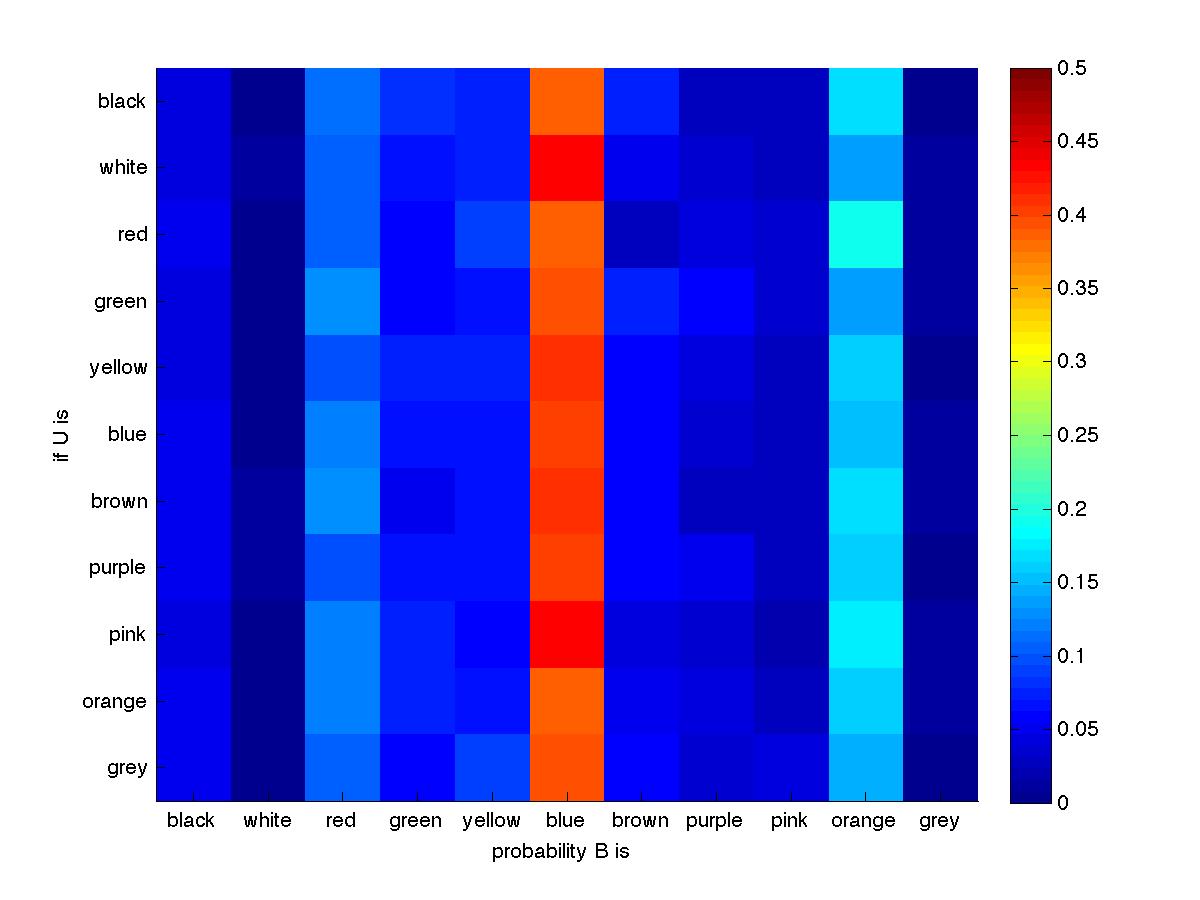 black
white
red
green
yellow
blue
brown
purple
pink
orange
grey
if U is
black white red green yellow blue brown purple pink orange grey
probability B is
0.5
0.45
0.4
0.35
0.3
0.25
0.2
0.15
0.1
0.05
0